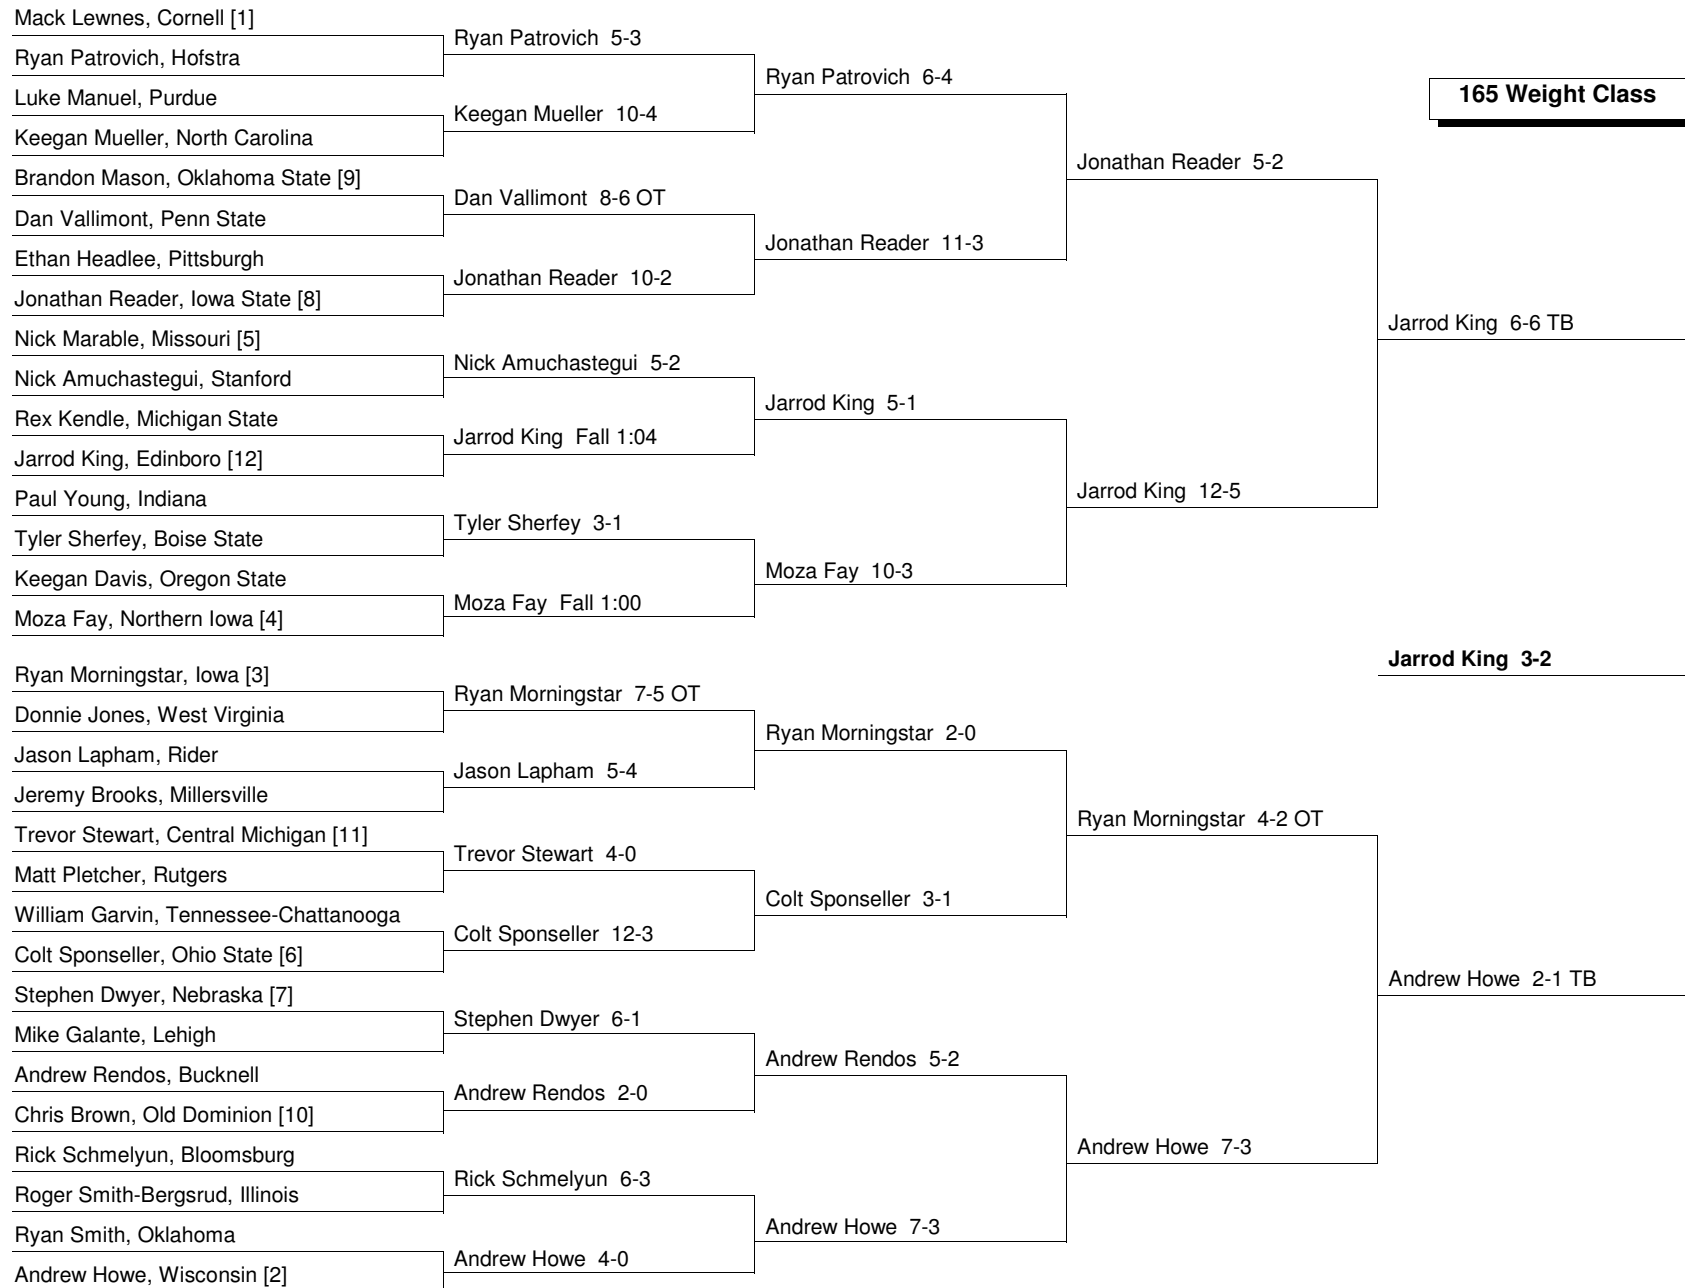 Mack Lewnes, Cornell [1]
Ryan Patrovich, Hofstra
Luke Manuel, Purdue
Keegan Mueller, North Carolina
Brandon Mason, Oklahoma State [9]
Dan Vallimont, Penn State
Ethan Headlee, Pittsburgh
Jonathan Reader, Iowa State [8]
Nick Marable, Missouri [5]
Nick Amuchastegui, Stanford
Rex Kendle, Michigan State
Jarrod King, Edinboro [12]
Paul Young, Indiana
Tyler Sherfey, Boise State
Keegan Davis, Oregon State
Moza Fay, Northern Iowa [4]
Ryan Morningstar, Iowa [3]
Donnie Jones, West Virginia
Jason Lapham, Rider
Jeremy Brooks, Millersville
Trevor Stewart, Central Michigan [11]
Matt Pletcher, Rutgers
William Garvin, Tennessee-Chattanooga
Colt Sponseller, Ohio State [6]
Stephen Dwyer, Nebraska [7]
Mike Galante, Lehigh
Andrew Rendos, Bucknell
Chris Brown, Old Dominion [10]
Rick Schmelyun, Bloomsburg
Roger Smith-Bergsrud, Illinois
Ryan Smith, Oklahoma
Andrew Howe, Wisconsin [2]
Ryan Patrovich 5-3
Keegan Mueller 10-4
Dan Vallimont 8-6 OT
Jonathan Reader 10-2
Nick Amuchastegui 5-2
Jarrod King Fall 1:04
Tyler Sherfey 3-1
Moza Fay Fall 1:00
Ryan Morningstar 7-5 OT
Jason Lapham 5-4
Trevor Stewart 4-0
Colt Sponseller 12-3
Stephen Dwyer 6-1
Andrew Rendos 2-0
Rick Schmelyun 6-3
Andrew Howe 4-0
Ryan Patrovich 6-4
Jonathan Reader 11-3
Jarrod King 5-1
Moza Fay 10-3
Ryan Morningstar 2-0
Colt Sponseller 3-1
Andrew Rendos 5-2
Andrew Howe 7-3
Jonathan Reader 5-2
Jarrod King 12-5
Ryan Morningstar 4-2 OT
Andrew Howe 7-3
165 Weight Class
Jarrod King 6-6 TB
Jarrod King 3-2
Andrew Howe 2-1 TB